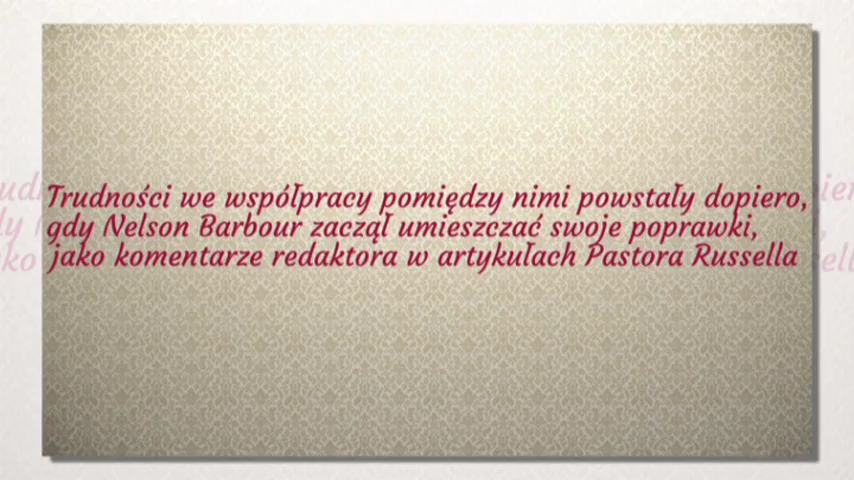 Trudności we współpracy pomiędzy nimi powstały dopiero,
gdy Nelson Barbour zaczął umieszczać swoje poprawki,
jako komentarze redaktora w artykułach Pastora Russella